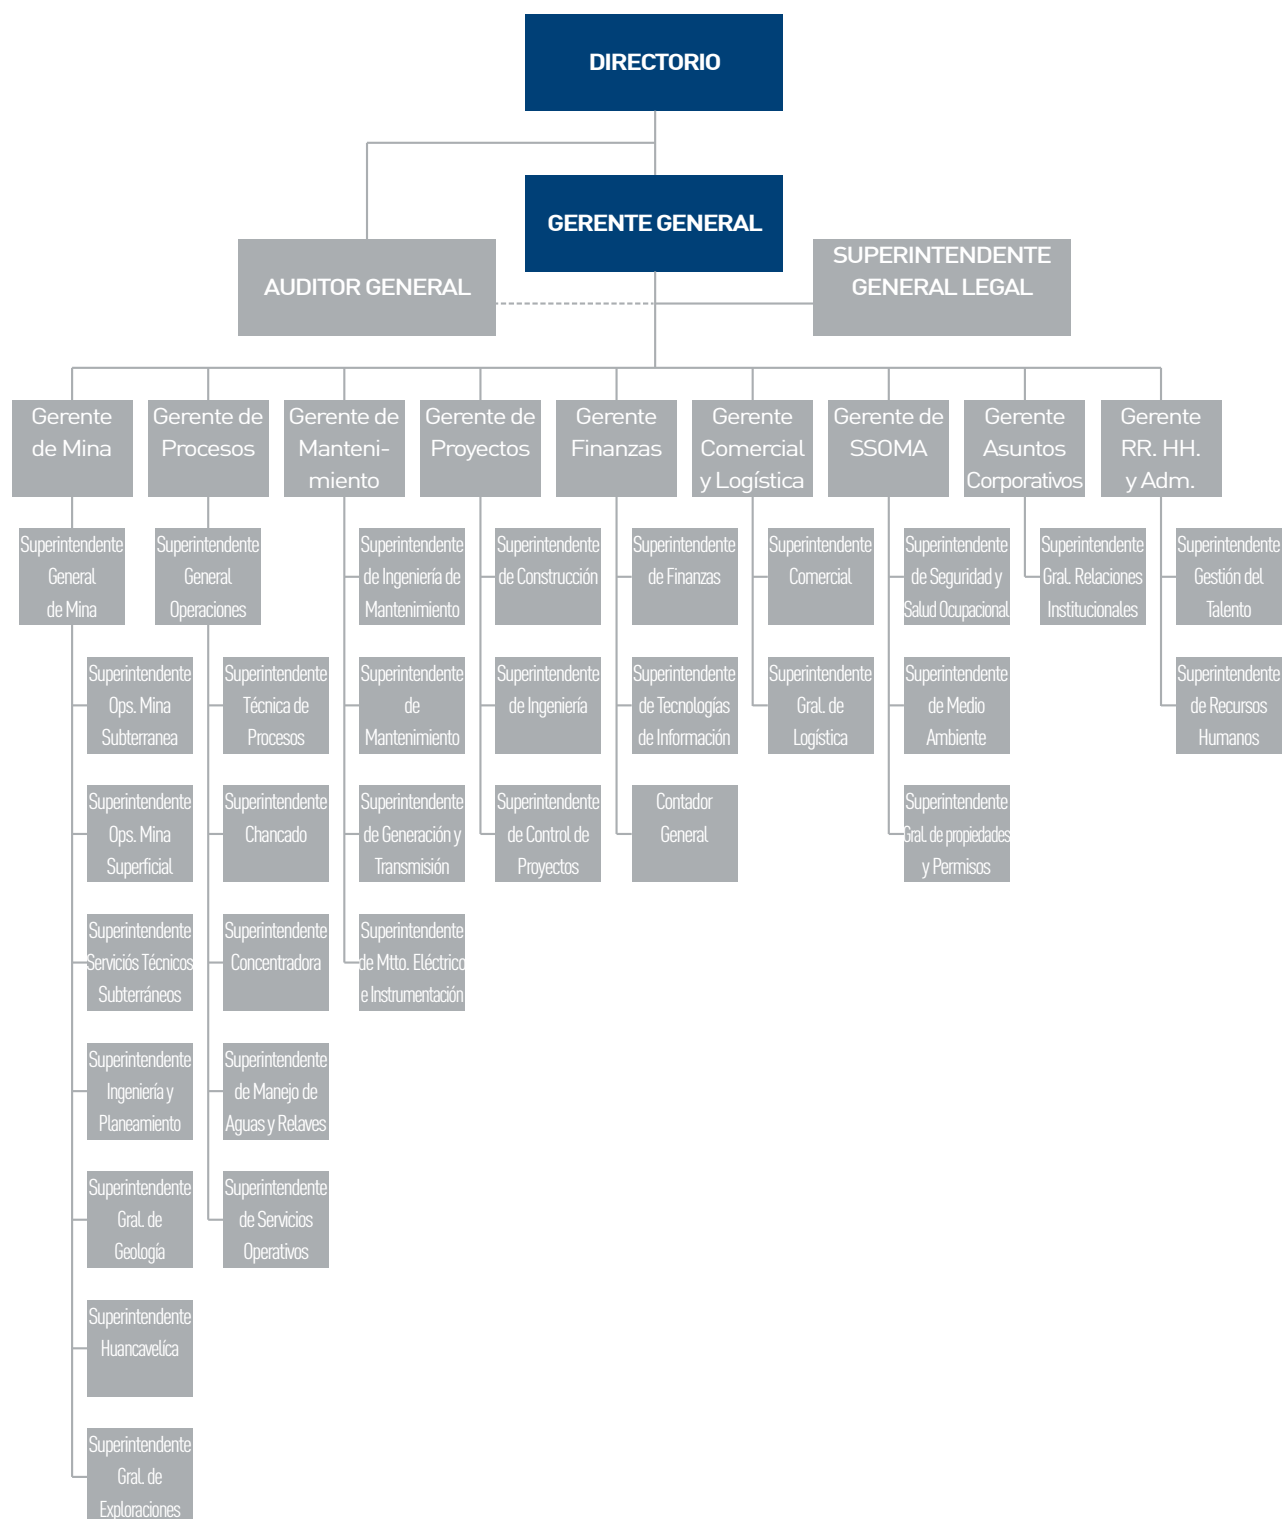 DIRECTORIO
GERENTE GENERAL
AUDITOR GENERAL
SUPERINTENDENTE
GENERAL LEGAL
Gerente
de Mina
Gerente de
Procesos
Gerente de
Manteni-
miento
Gerente de
Proyectos
Gerente
Finanzas
Gerente
Comercial
y Logística
Gerente de
SSOMA
Gerente
Asuntos
Corporativos
Gerente
RR. HH.
y Adm.
Superintendente
General
de Mina
Superintendente
General
Operaciones
Superintendente
de Ingeniería de
Mantenimiento
Superintendente
de Construcción
Superintendente
de Finanzas
Superintendente
Comercial
Superintendente
de Seguridad y
Salud Ocupacional
Superintendente
Gral. Relaciones
Institucionales
Superintendente
Gestión del
Talento
Superintendente
Ops. Mina
Subterranea
Superintendente
Técnica de
Procesos
Superintendente
de
Mantenimiento
Superintendente
de Ingeniería
Superintendente
de Tecnologías
de Información
Superintendente
Gral. de
Logística
Superintendente
de Medio
Ambiente
Superintendente
de Recursos
Humanos
Superintendente
Ops. Mina
Superficial
Superintendente
Chancado
Superintendente
de Generación y
Transmisión
Superintendente
de Control de
Proyectos
Contador
General
Superintendente
Gral. de propiedades
y Permisos
Superintendente
Serviciós Técnicos
Subterráneos
Superintendente
Concentradora
Superintendente
de Mtto. Eléctrico
e Instrumentación
Superintendente
Ingeniería y
Planeamiento
Superintendente
de Manejo de
Aguas y Relaves
Superintendente
Gral. de
Geología
Superintendente
de Servicios
Operativos
Superintendente
Huancavelíca
Superintendente
Gral. de
Exploraciones